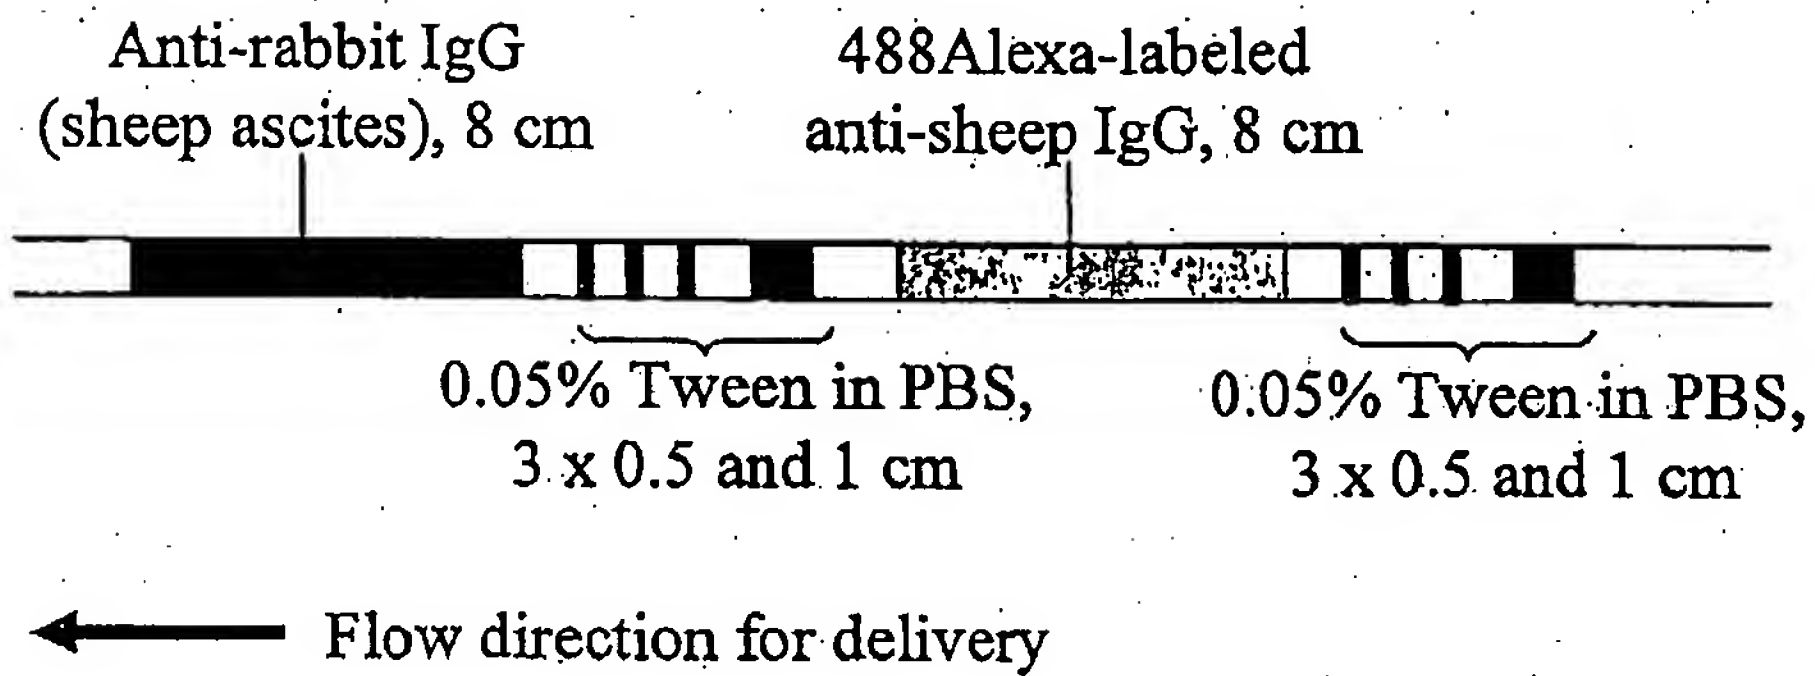 Anti-rabbit IgG
(sheep ascites), 8 cm
488Alexa-labeled
anti-sheep IgG, 8 cm
0.05% Tween in PBS,
3 x 0.5 and 1 cm
0.05% Tween in PBS,
3 x 0.5 and 1 cm
Flow direction for delivery